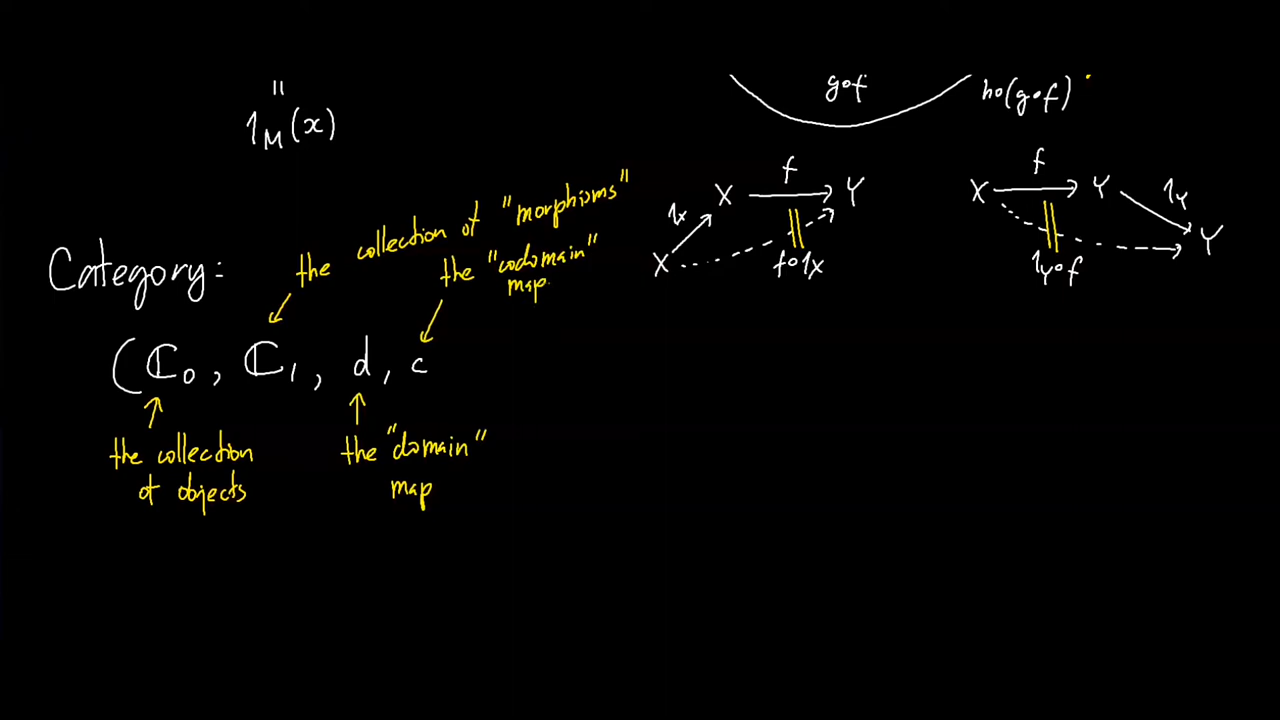 "
1_M(x)
Category:
the collection of "morphisms"
the "codomain"
map
(ℂ₀, ℂ₁, d, c
the collection
of objects
the "domain"
map
g∘f
h∘(g∘f)
X f Y
1_X
X
f∘1_X
X f Y
1_Y
Y
1_Y∘f